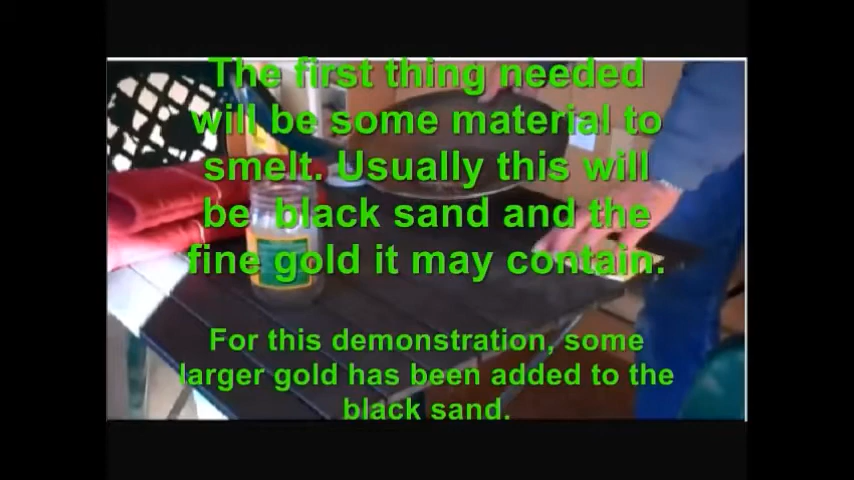 The first thing needed
will be some material to
smelt. Usually this will
be  black sand and the
fine gold it may contain.
For this demonstration, some
larger gold has been added to the
black sand.